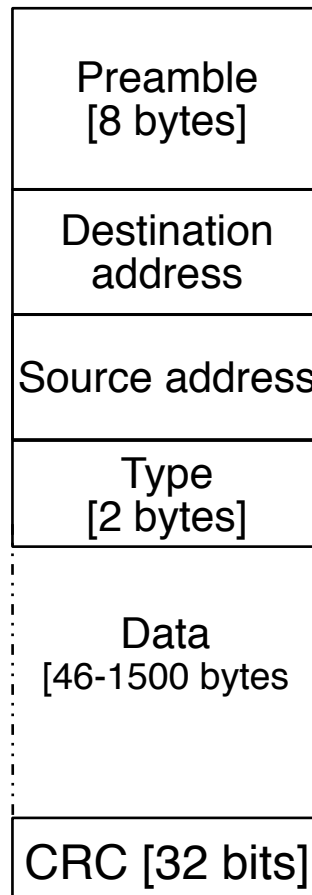 Preamble
[8 bytes]
Destination
address
Source address
Type
[2 bytes]
Data
[46-1500 bytes
CRC [32 bits]